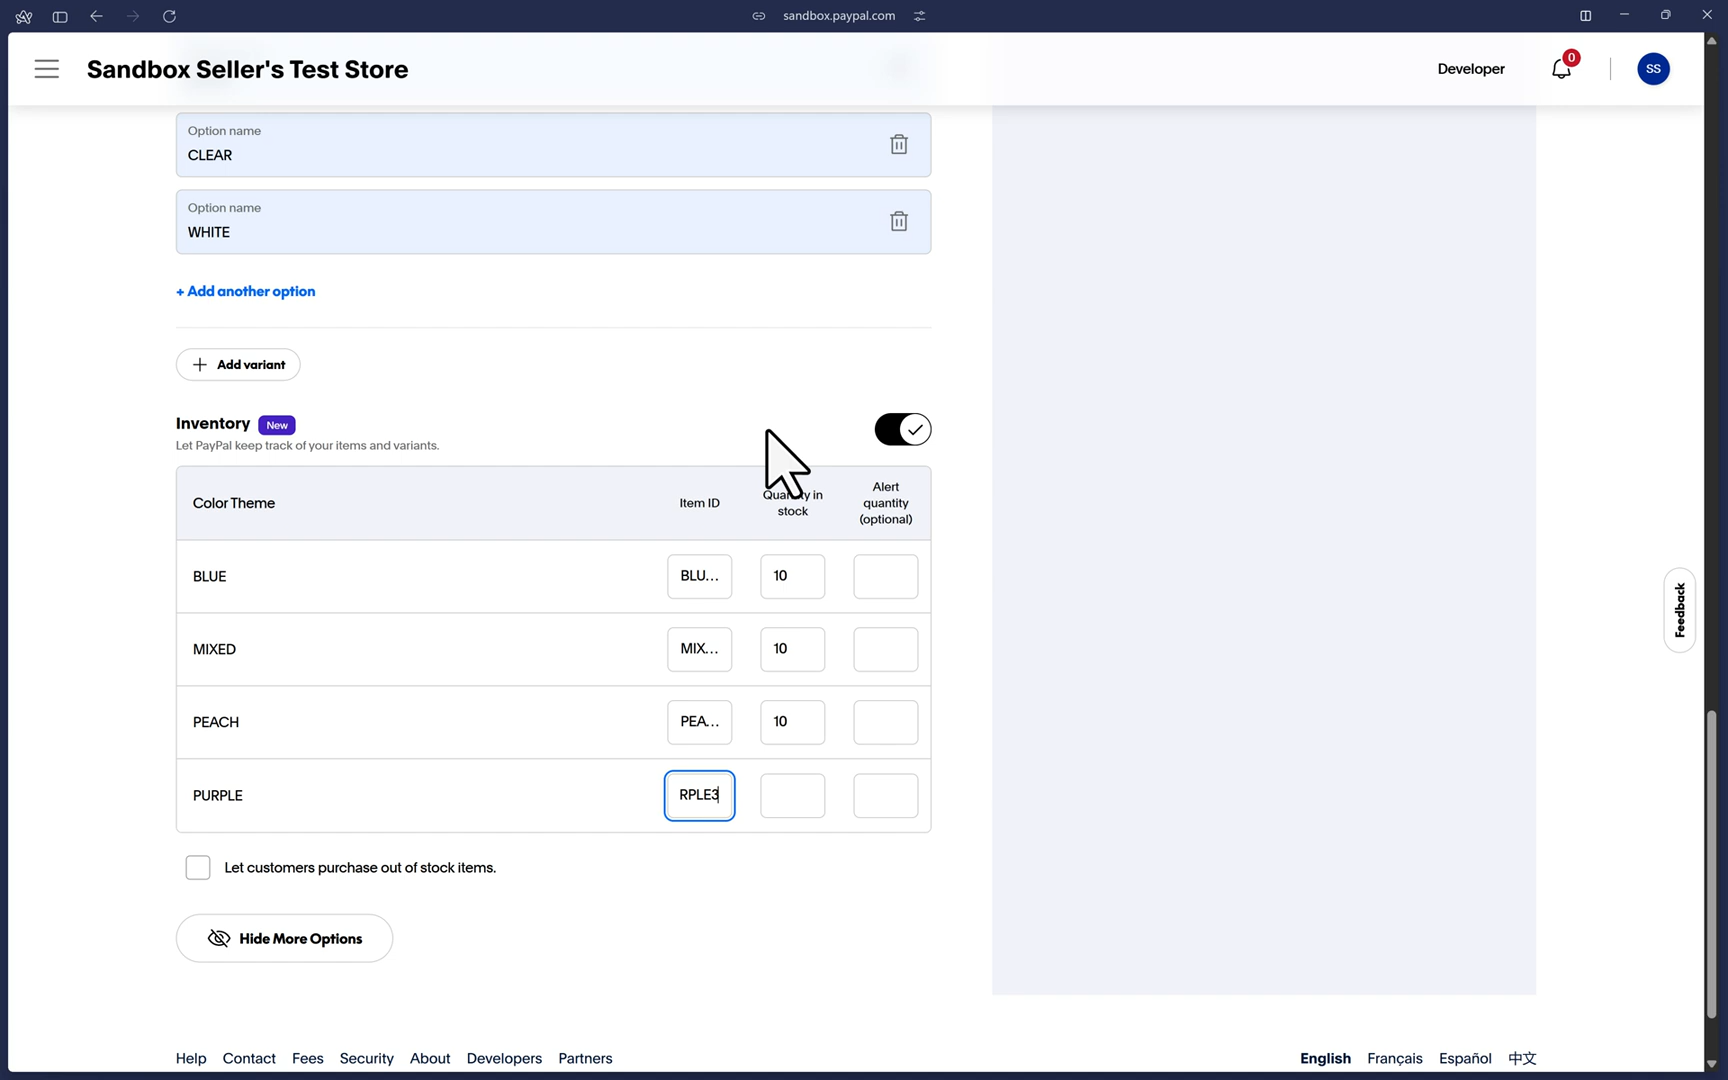 sandbox.paypal.com
Sandbox Seller's Test Store
Developer
0
SS
Option name
CLEAR
Option name
WHITE
+ Add another option
Add variant
Inventory New
Let PayPal keep track of your items and variants.
Color Theme
Item ID
Quantity in
stock
Alert
quantity
(optional)
BLUE
BLU...
10
MIXED
MIX...
10
PEACH
PEA...
10
PURPLE
RPLE3
Let customers purchase out of stock items.
Hide More Options
Feedback
Help Contact Fees Security About Developers Partners
English Français Español 中文